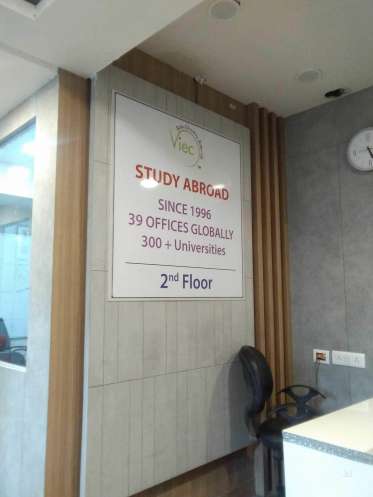 Viec
STUDY ABROAD
SINCE 1996
39 OFFICES GLOBALLY
300 + Universities
2nd Floor